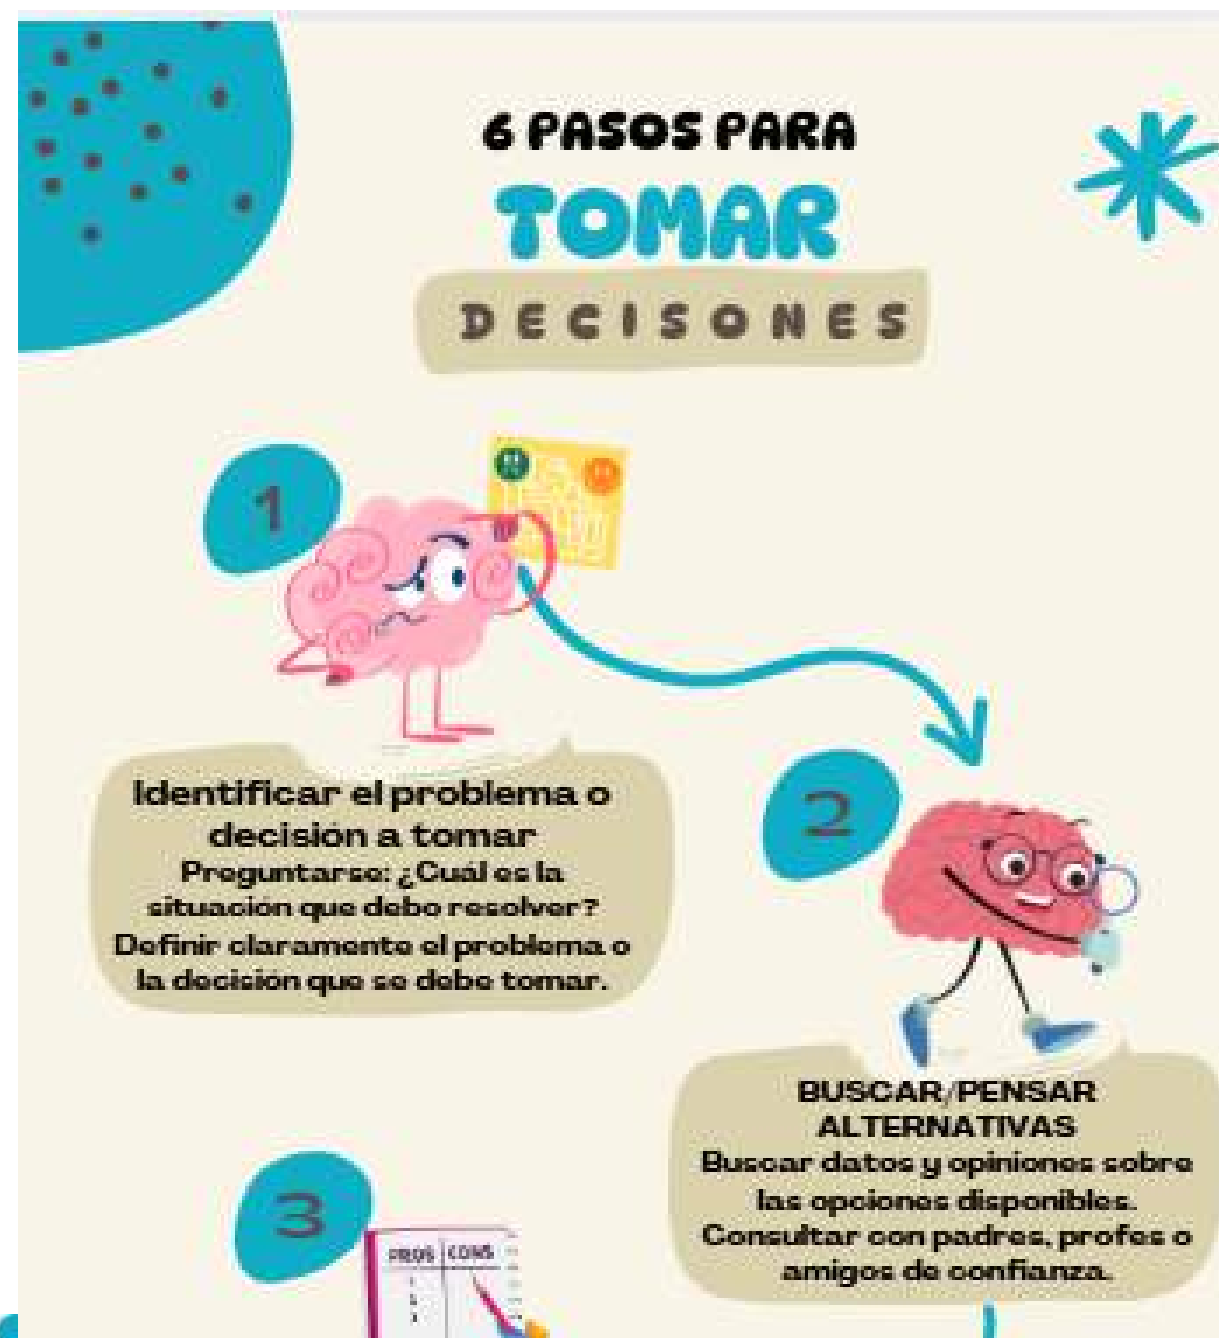 6 PASOS PARA
TOMAR
DECISONES
1
Identificar el problema o
decisión a tomar
Preguntarse: ¿Cuál es la
situación que debo resolver?
Definir claramente el problema o
la decisión que se debe tomar.
2
BUSCAR/PENSAR
ALTERNATIVAS
Buscar datos y opiniones sobre
las opciones disponibles.
Consultar con padres, profes o
amigos de confianza.
3
PROS CONS